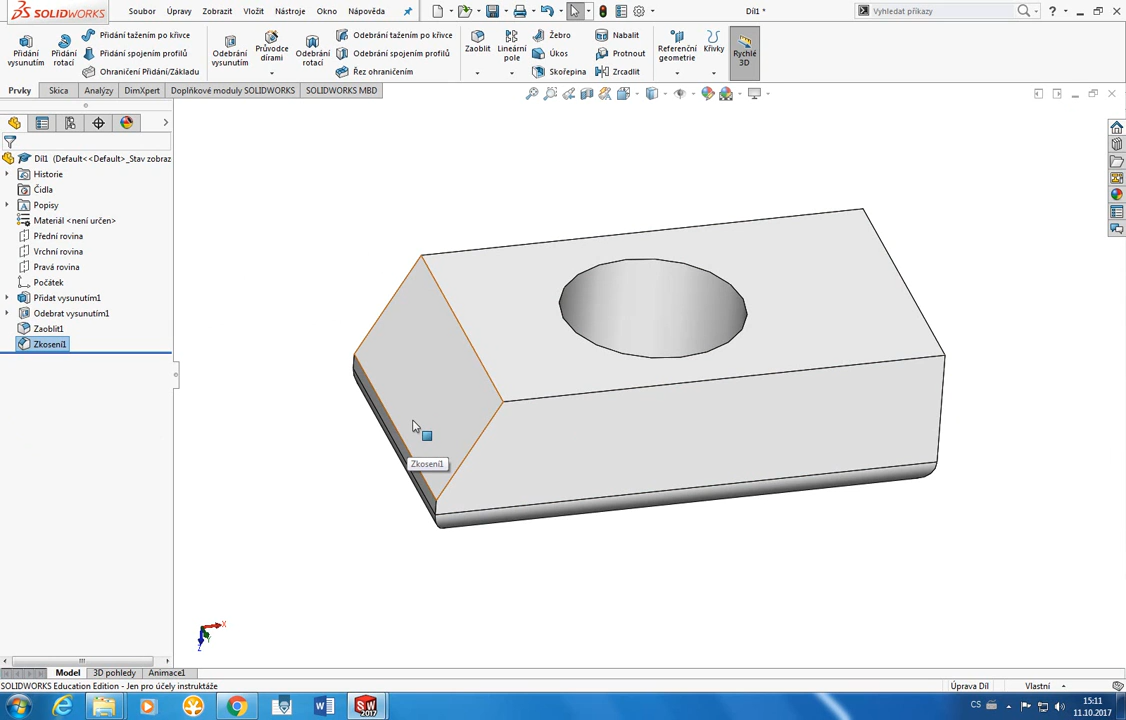 SOLIDWORKS
Soubor Úpravy Zobrazit Vložit Nástroje Okno Nápověda
Díl1 *
Vyhledat příkazy
Přidání vysunutím
Přidání rotací
Přidání tažením po křivce
Přidání spojením profilů
Ohraničení Přidání/Základu
Odebrání vysunutím
Průvodce dírami
Odebrání rotací
Odebrání tažením po křivce
Odebrání spojením profilů
Řez ohraničením
Zaoblit
Lineární pole
Žebro
Úkos
Skořepina
Nabalit
Protnout
Zrcadlit
Referenční geometrie
Křivky
Rychlé 3D
Prvky Skica Analýzy DimXpert Doplňkové moduly SOLIDWORKS SOLIDWORKS MBD
Díl1 (Default<<Default>_Stav zobraz
Historie
Čidla
Popisy
Materiál <není určen>
Přední rovina
Vrchní rovina
Pravá rovina
Počátek
Přidat vysunutím1
Odebrat vysunutím1
Zaoblit1
Zkosení1
Zkosení1
X
Y
Z
Model 3D pohledy Animace1
SOLIDWORKS Education Edition - Jen pro účely instruktáže
Úprava Díl
Vlastní
CS
15:11
11.10.2017
SW
2017